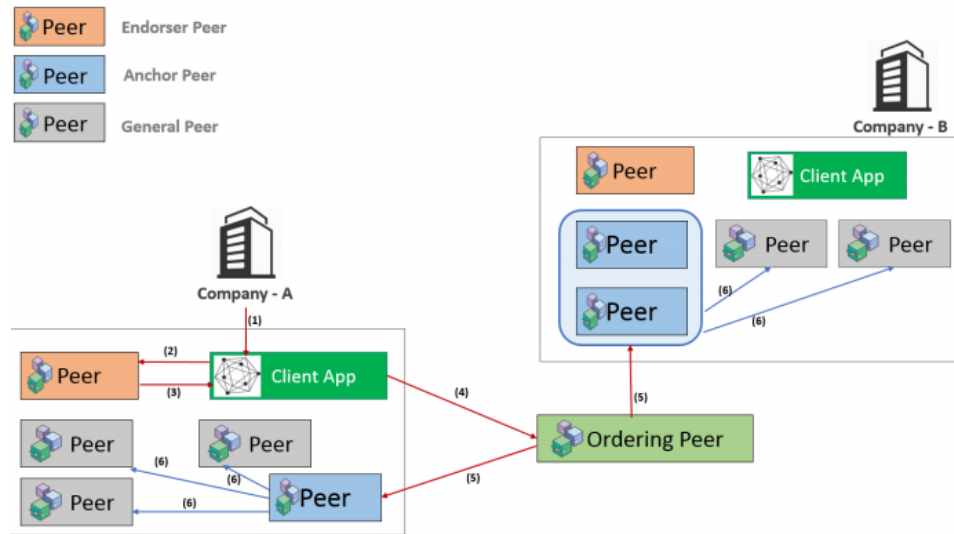 Peer Endorser Peer
Peer Anchor Peer
Peer General Peer
Company - B
Peer
Client App
Peer
Peer
Peer
Peer
(6)
(6)
Company - A
(1)
(2)
Peer
Client App
(3)
(4)
(5)
Ordering Peer
Peer
Peer
(6)
(6)
(5)
Peer
(6)
Peer